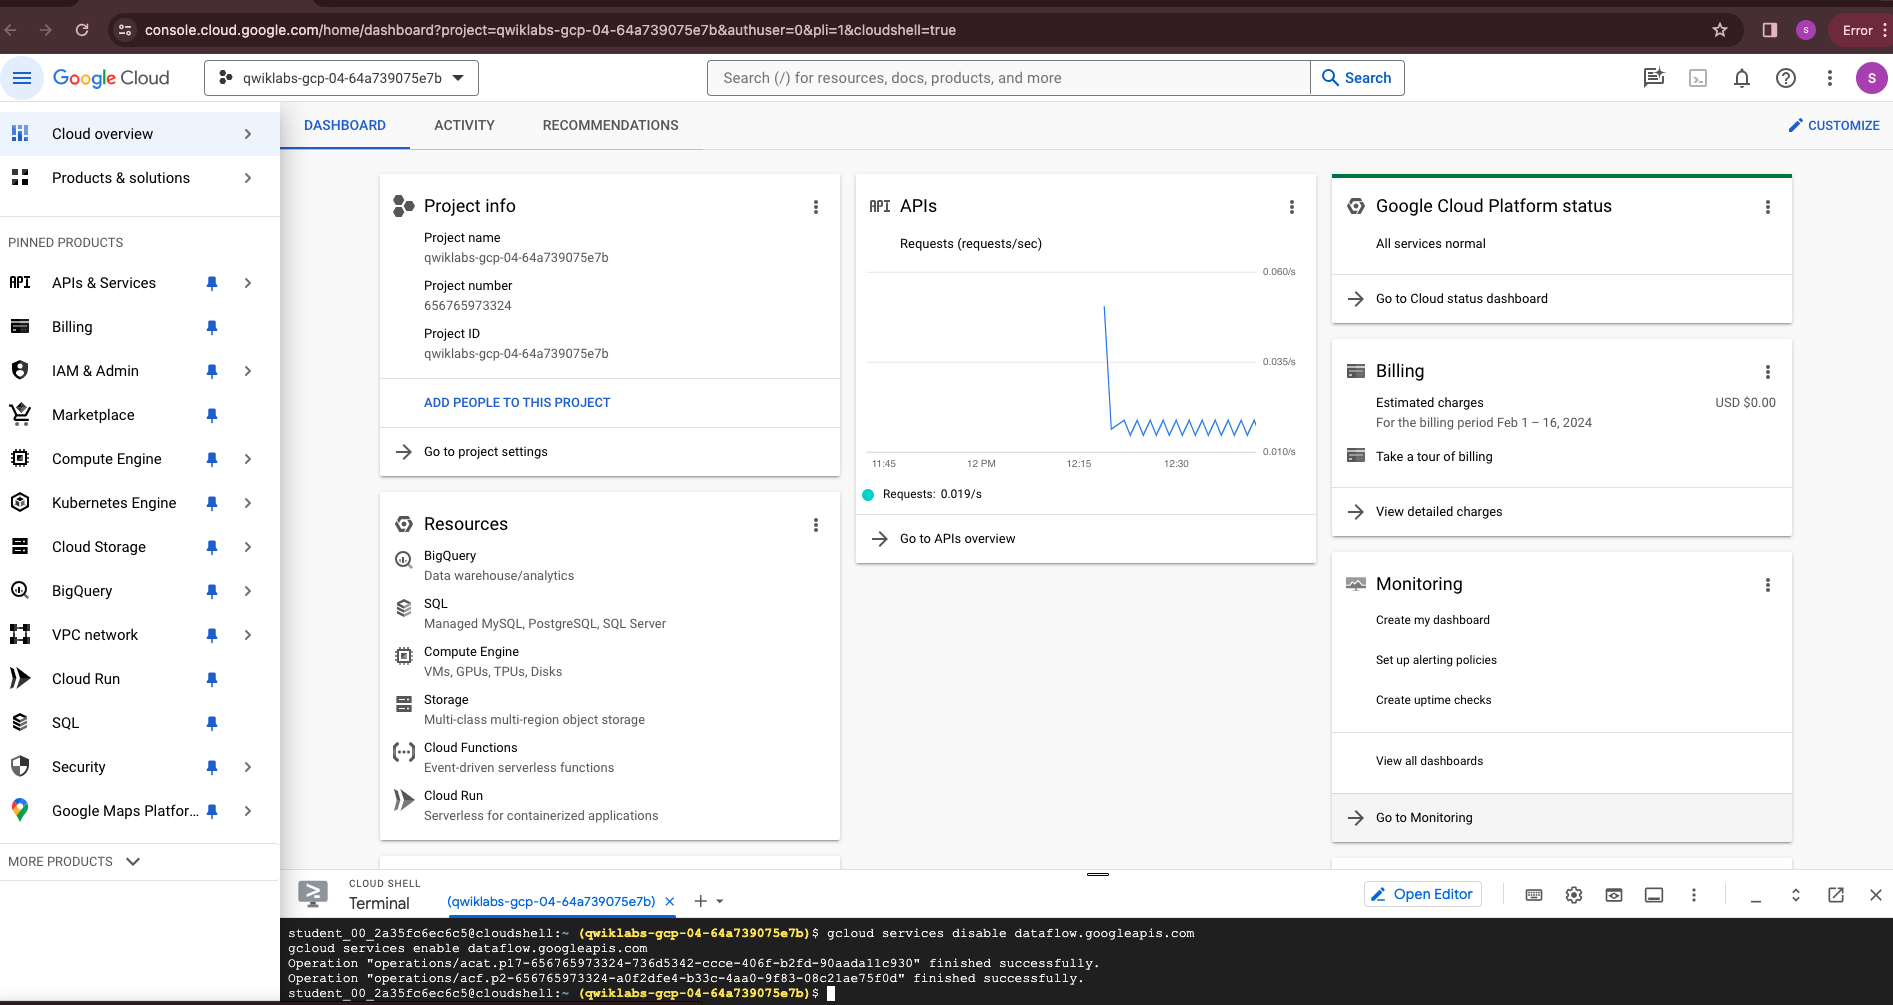 console.cloud.google.com/home/dashboard?project=qwiklabs-gcp-04-64a739075e7b&authuser=0&pli=1&cloudshell=true
S
Error
Google Cloud
qwiklabs-gcp-04-64a739075e7b
Search (/) for resources, docs, products, and more
Search
S
Cloud overview
Products & solutions
PINNED PRODUCTS
API APIs & Services
Billing
IAM & Admin
Marketplace
Compute Engine
Kubernetes Engine
Cloud Storage
BigQuery
VPC network
Cloud Run
SQL
Security
Google Maps Platfor...
MORE PRODUCTS
DASHBOARD
ACTIVITY
RECOMMENDATIONS
CUSTOMIZE
Project info
Project name
qwiklabs-gcp-04-64a739075e7b
Project number
656765973324
Project ID
qwiklabs-gcp-04-64a739075e7b
ADD PEOPLE TO THIS PROJECT
Go to project settings
Resources
BigQuery
Data warehouse/analytics
SQL
Managed MySQL, PostgreSQL, SQL Server
Compute Engine
VMs, GPUs, TPUs, Disks
Storage
Multi-class multi-region object storage
Cloud Functions
Event-driven serverless functions
Cloud Run
Serverless for containerized applications
API APIs
Requests (requests/sec)
0.060/s
0.035/s
0.010/s
11:45
12 PM
12:15
12:30
Requests: 0.019/s
Go to APIs overview
Google Cloud Platform status
All services normal
Go to Cloud status dashboard
Billing
Estimated charges
USD $0.00
For the billing period Feb 1 – 16, 2024
Take a tour of billing
View detailed charges
Monitoring
Create my dashboard
Set up alerting policies
Create uptime checks
View all dashboards
Go to Monitoring
CLOUD SHELL
Terminal
(qwiklabs-gcp-04-64a739075e7b)
Open Editor
student_00_2a35fc6ec6c5@cloudshell:~ (qwiklabs-gcp-04-64a739075e7b)$ gcloud services disable dataflow.googleapis.com
gcloud services enable dataflow.googleapis.com
Operation "operations/acat.p17-656765973324-736d5342-ccce-406f-b2fd-90aada11c930" finished successfully.
Operation "operations/acf.p2-656765973324-a0f2dfe4-b33c-4aa0-9f83-08c21ae75f0d" finished successfully.
student_00_2a35fc6ec6c5@cloudshell:~ (qwiklabs-gcp-04-64a739075e7b)$